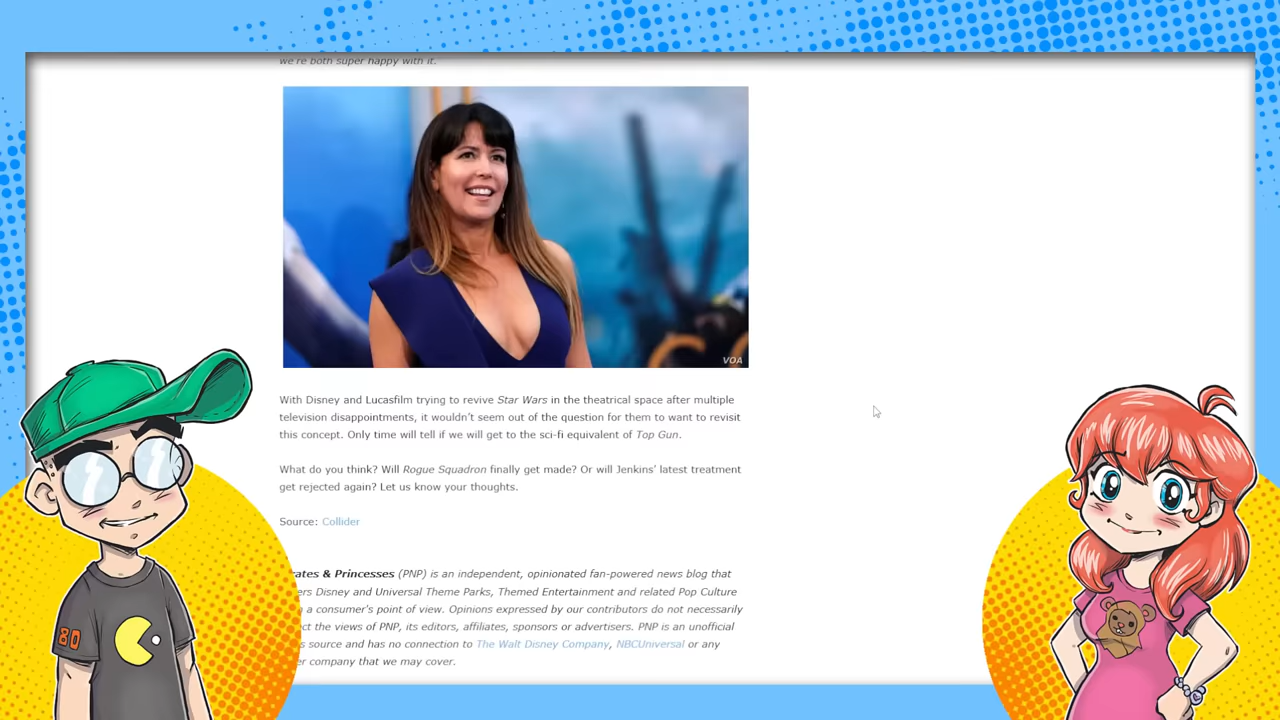 we're both super happy with it.
VOA
With Disney and Lucasfilm trying to revive Star Wars in the theatrical space after multiple
television disappointments, it wouldn't seem out of the question for them to want to revisit
this concept. Only time will tell if we will get to the sci-fi equivalent of Top Gun.
What do you think? Will Rogue Squadron finally get made? Or will Jenkins' latest treatment
get rejected again? Let us know your thoughts.
Source: Collider
rates & Princesses (PNP) is an independent, opinionated fan-powered news blog that
ers Disney and Universal Theme Parks, Themed Entertainment and related Pop Culture
a consumer's point of view. Opinions expressed by our contributors do not necessarily
ct the views of PNP, its editors, affiliates, sponsors or advertisers. PNP is an unofficial
s source and has no connection to The Walt Disney Company, NBCUniversal or any
er company that we may cover.
80